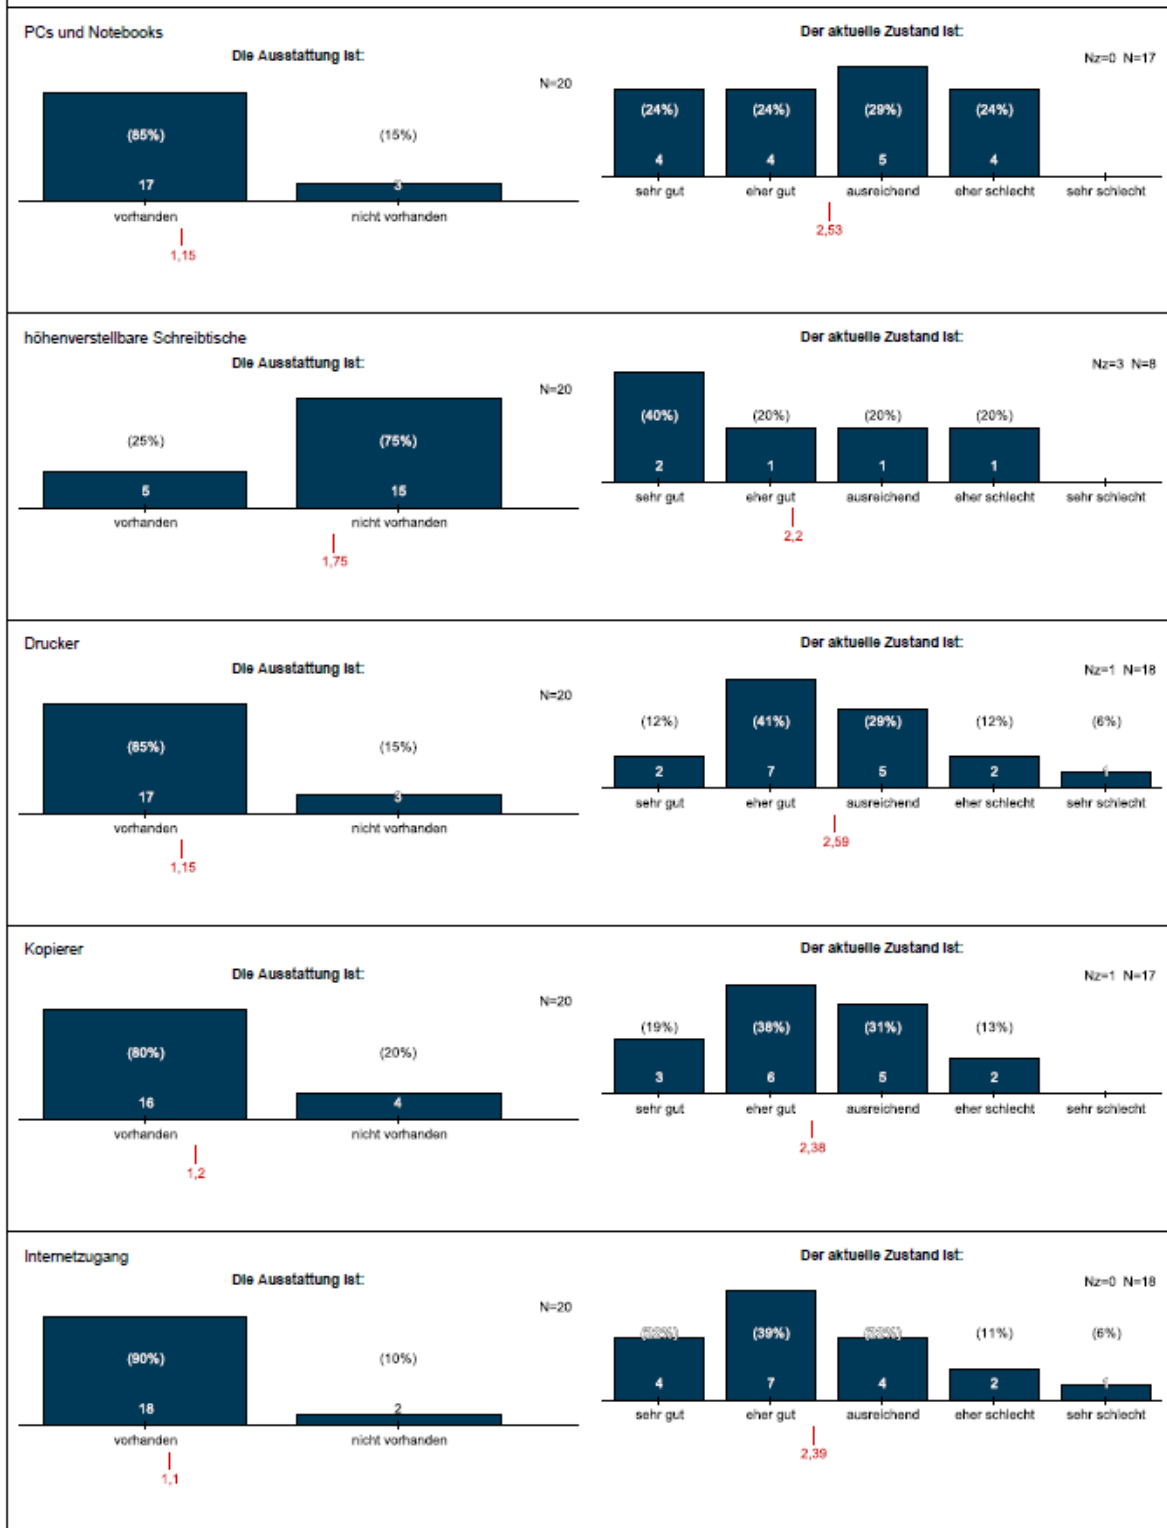 PCs und Notebooks
Die Ausstattung ist:
N=20
(85%)
(15%)
17
3
vorhanden
nicht vorhanden
1,15
Der aktuelle Zustand ist:
Nz=0 N=17
(24%)
(24%)
(29%)
(24%)
4
4
5
4
sehr gut
eher gut
ausreichend
eher schlecht
sehr schlecht
2,53
höhenverstellbare Schreibtische
Die Ausstattung ist:
N=20
(25%)
(75%)
5
15
vorhanden
nicht vorhanden
1,75
Der aktuelle Zustand ist:
Nz=3 N=8
(40%)
(20%)
(20%)
(20%)
2
1
1
1
sehr gut
eher gut
ausreichend
eher schlecht
sehr schlecht
2,2
Drucker
Die Ausstattung ist:
N=20
(85%)
(15%)
17
3
vorhanden
nicht vorhanden
1,15
Der aktuelle Zustand ist:
Nz=1 N=18
(12%)
(41%)
(29%)
(12%)
(6%)
2
7
5
2
1
sehr gut
eher gut
ausreichend
eher schlecht
sehr schlecht
2,59
Kopierer
Die Ausstattung ist:
N=20
(80%)
(20%)
16
4
vorhanden
nicht vorhanden
1,2
Der aktuelle Zustand ist:
Nz=1 N=17
(19%)
(38%)
(31%)
(13%)
3
6
5
2
sehr gut
eher gut
ausreichend
eher schlecht
sehr schlecht
2,38
Internetzugang
Die Ausstattung ist:
N=20
(90%)
(10%)
18
2
vorhanden
nicht vorhanden
1,1
Der aktuelle Zustand ist:
Nz=0 N=18
(22%)
(39%)
(22%)
(11%)
(6%)
4
7
4
2
1
sehr gut
eher gut
ausreichend
eher schlecht
sehr schlecht
2,39